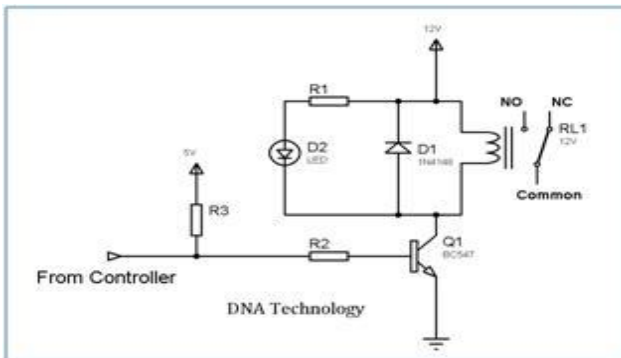 12V
R1
NO
NC
D2
LED
D1
1N4148
RL1
12V
5V
R3
Common
R2
Q1
BC547
From Controller
DNA Technology